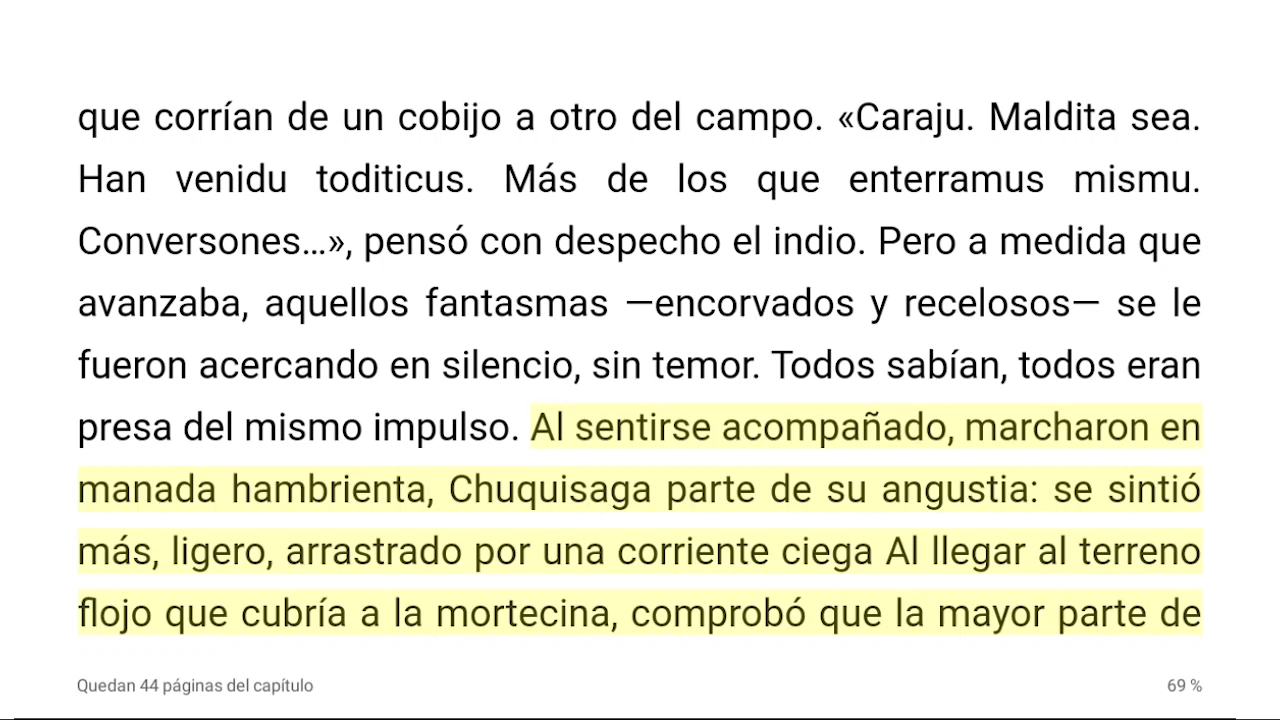 que corrían de un cobijo a otro del campo. «Caraju. Maldita sea.
Han venidu toditicus. Más de los que enterramus mismu.
Conversones...», pensó con despecho el indio. Pero a medida que
avanzaba, aquellos fantasmas —encorvados y recelosos— se le
fueron acercando en silencio, sin temor. Todos sabían, todos eran
presa del mismo impulso. Al sentirse acompañado, marcharon en
manada hambrienta, Chuquisaga parte de su angustia: se sintió
más, ligero, arrastrado por una corriente ciega Al llegar al terreno
flojo que cubría a la mortecina, comprobó que la mayor parte de
Quedan 44 páginas del capítulo
69 %